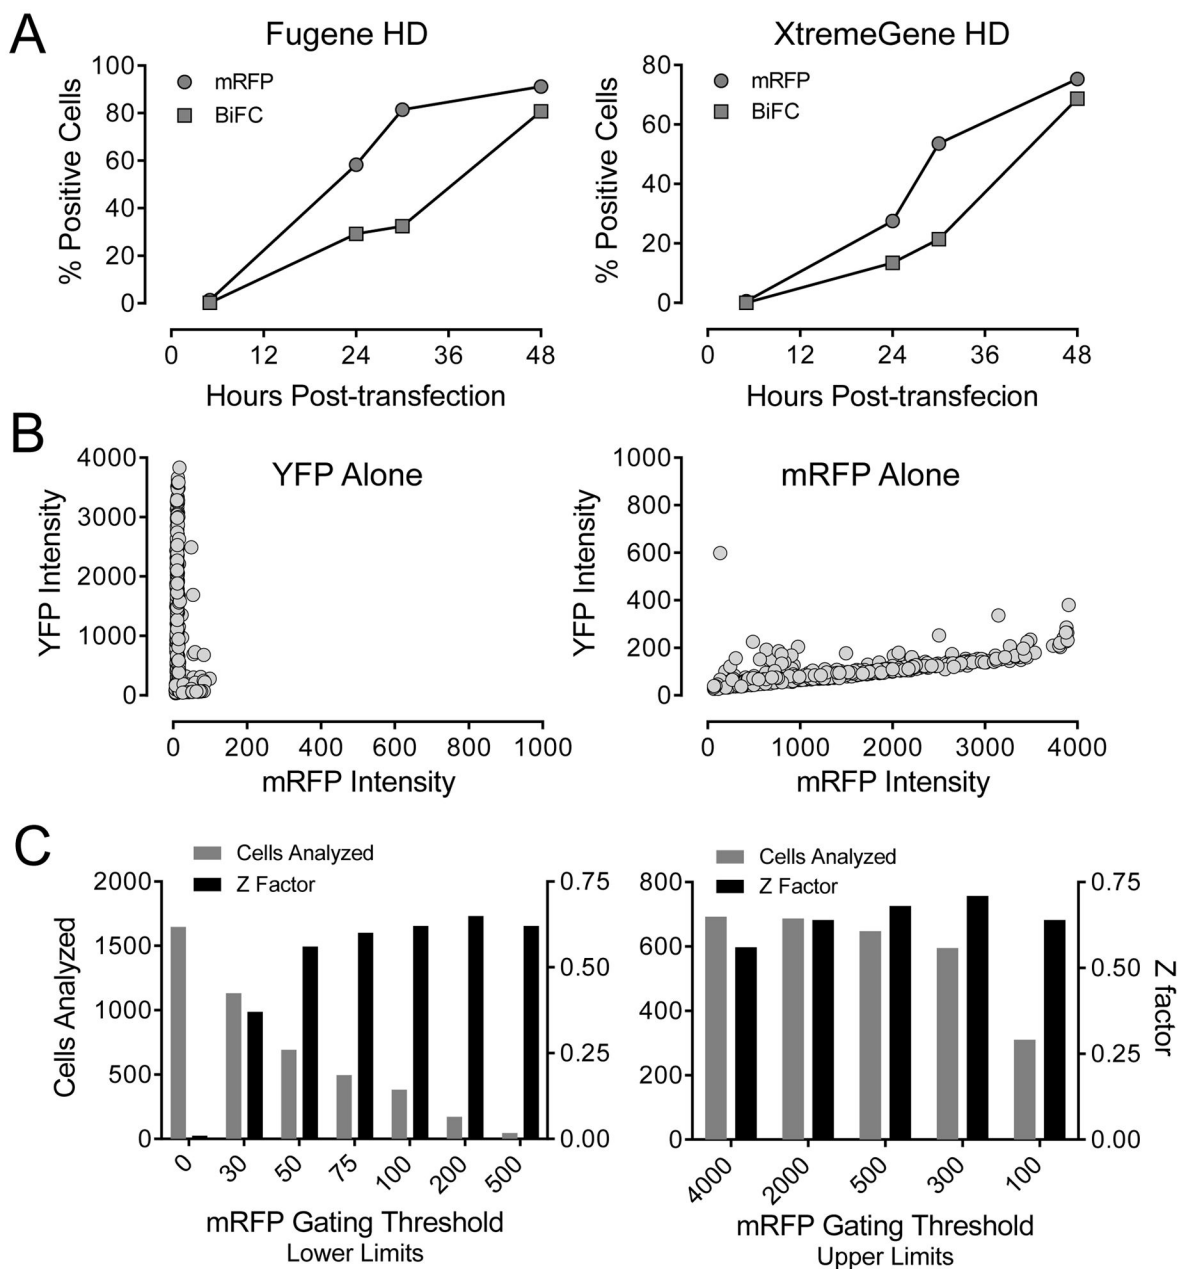 A
Fugene HD
XtremeGene HD
mRFP
BiFC
% Positive Cells
100
80
60
40
20
0
0 12 24 36 48
Hours Post-transfection
mRFP
BiFC
% Positive Cells
80
60
40
20
0
0 12 24 36 48
Hours Post-transfecion
B
YFP Alone
YFP Intensity
4000
3000
2000
1000
0
0 200 400 600 800 1000
mRFP Intensity
mRFP Alone
YFP Intensity
1000
800
600
400
200
0
0 1000 2000 3000 4000
mRFP Intensity
C
Cells Analyzed
Z Factor
Cells Analyzed
2000
1500
1000
500
0
0.75
0.50
0.25
0.00
0 30 50 75 100 200 500
mRFP Gating Threshold
Lower Limits
Cells Analyzed
Z Factor
800
600
400
200
0
0.75
0.50
0.25
0.00
Z factor
4000 2000 500 300 100
mRFP Gating Threshold
Upper Limits